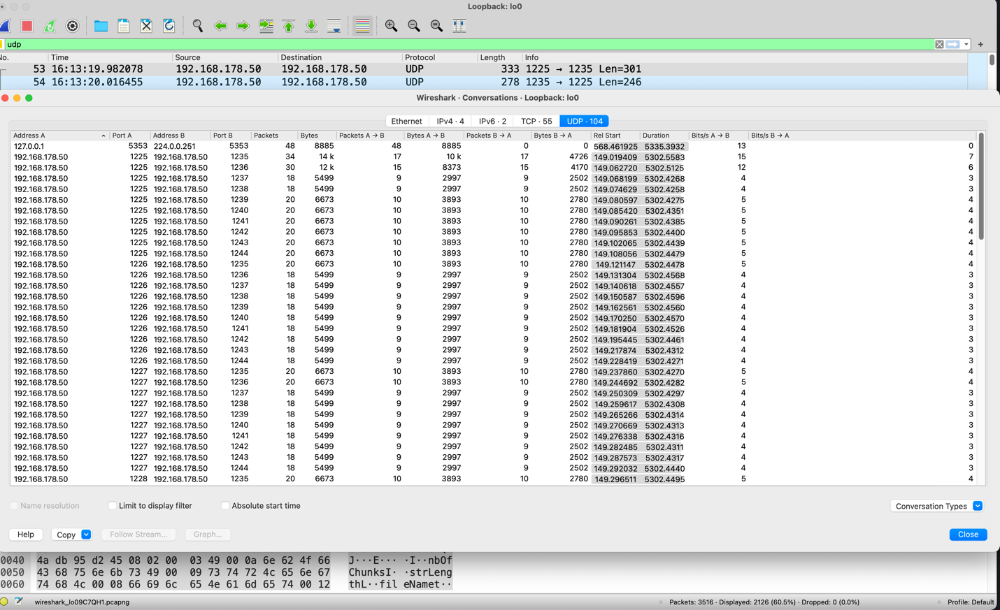 Loopback: lo0
udp
No. Time Source Destination Protocol Length Info
53 16:13:19.982078 192.168.178.50 192.168.178.50 UDP 333 1225 → 1235 Len=301
54 16:13:20.016455 192.168.178.50 192.168.178.50 UDP 278 1235 → 1225 Len=246
Wireshark · Conversations · Loopback: lo0
Ethernet IPv4 · 4 IPv6 · 2 TCP · 55 UDP · 104
Address A Port A Address B Port B Packets Bytes Packets A → B Bytes A → B Packets B → A Bytes B → A Rel Start Duration Bits/s A → B Bits/s B → A
127.0.0.1 5353 224.0.0.251 5353 48 8885 48 8885 0 0 568.461925 5335.3932 13 0
192.168.178.50 1225 192.168.178.50 1235 34 14 k 17 10 k 17 4726 149.019409 5302.5583 15 7
192.168.178.50 1225 192.168.178.50 1236 30 12 k 15 8373 15 4170 149.062720 5302.5125 12 6
192.168.178.50 1225 192.168.178.50 1237 18 5499 9 2997 9 2502 149.068199 5302.4268 4 3
192.168.178.50 1225 192.168.178.50 1238 18 5499 9 2997 9 2502 149.074629 5302.4258 4 3
192.168.178.50 1225 192.168.178.50 1239 20 6673 10 3893 10 2780 149.080597 5302.4275 5 4
192.168.178.50 1225 192.168.178.50 1240 20 6673 10 3893 10 2780 149.085420 5302.4351 5 4
192.168.178.50 1225 192.168.178.50 1241 20 6673 10 3893 10 2780 149.090261 5302.4385 5 4
192.168.178.50 1225 192.168.178.50 1242 20 6673 10 3893 10 2780 149.095853 5302.4400 5 4
192.168.178.50 1225 192.168.178.50 1243 20 6673 10 3893 10 2780 149.102065 5302.4439 5 4
192.168.178.50 1225 192.168.178.50 1244 20 6673 10 3893 10 2780 149.108056 5302.4479 5 4
192.168.178.50 1226 192.168.178.50 1235 20 6673 10 3893 10 2780 149.121147 5302.4478 5 4
192.168.178.50 1226 192.168.178.50 1236 18 5499 9 2997 9 2502 149.131304 5302.4568 4 3
192.168.178.50 1226 192.168.178.50 1237 18 5499 9 2997 9 2502 149.140618 5302.4557 4 3
192.168.178.50 1226 192.168.178.50 1238 18 5499 9 2997 9 2502 149.150587 5302.4596 4 3
192.168.178.50 1226 192.168.178.50 1239 18 5499 9 2997 9 2502 149.162561 5302.4560 4 3
192.168.178.50 1226 192.168.178.50 1240 18 5499 9 2997 9 2502 149.170250 5302.4570 4 3
192.168.178.50 1226 192.168.178.50 1241 18 5499 9 2997 9 2502 149.181904 5302.4526 4 3
192.168.178.50 1226 192.168.178.50 1242 18 5499 9 2997 9 2502 149.195445 5302.4461 4 3
192.168.178.50 1226 192.168.178.50 1243 18 5499 9 2997 9 2502 149.217874 5302.4312 4 3
192.168.178.50 1226 192.168.178.50 1244 18 5499 9 2997 9 2502 149.228419 5302.4271 4 3
192.168.178.50 1227 192.168.178.50 1235 20 6673 10 3893 10 2780 149.237860 5302.4270 5 4
192.168.178.50 1227 192.168.178.50 1236 20 6673 10 3893 10 2780 149.244692 5302.4282 5 4
192.168.178.50 1227 192.168.178.50 1237 18 5499 9 2997 9 2502 149.250309 5302.4297 4 3
192.168.178.50 1227 192.168.178.50 1238 18 5499 9 2997 9 2502 149.259617 5302.4308 4 3
192.168.178.50 1227 192.168.178.50 1239 18 5499 9 2997 9 2502 149.265266 5302.4314 4 3
192.168.178.50 1227 192.168.178.50 1240 18 5499 9 2997 9 2502 149.270669 5302.4313 4 3
192.168.178.50 1227 192.168.178.50 1241 18 5499 9 2997 9 2502 149.276338 5302.4316 4 3
192.168.178.50 1227 192.168.178.50 1242 18 5499 9 2997 9 2502 149.282485 5302.4311 4 3
192.168.178.50 1227 192.168.178.50 1243 18 5499 9 2997 9 2502 149.287573 5302.4317 4 3
192.168.178.50 1227 192.168.178.50 1244 18 5499 9 2997 9 2502 149.292032 5302.4440 4 3
192.168.178.50 1228 192.168.178.50 1235 20 6673 10 3893 10 2780 149.296511 5302.4495 5 4
Name resolution Limit to display filter Absolute start time Conversation Types
Help Copy Follow Stream... Graph... Close
0040 4a db 95 d2 45 08 02 00 03 49 00 0a 6e 62 4f 66 J···E··· ·I··nbOf
0050 43 68 75 6e 6b 73 49 00 09 73 74 72 4c 65 6e 67 ChunksI· ·strLeng
0060 74 68 4c 00 08 66 69 6c 65 4e 61 6d 65 74 00 12 thL··fil eNamet··
wireshark_lo09C7QH1.pcapng Packets: 3516 · Displayed: 2126 (60.5%) · Dropped: 0 (0.0%) Profile: Default